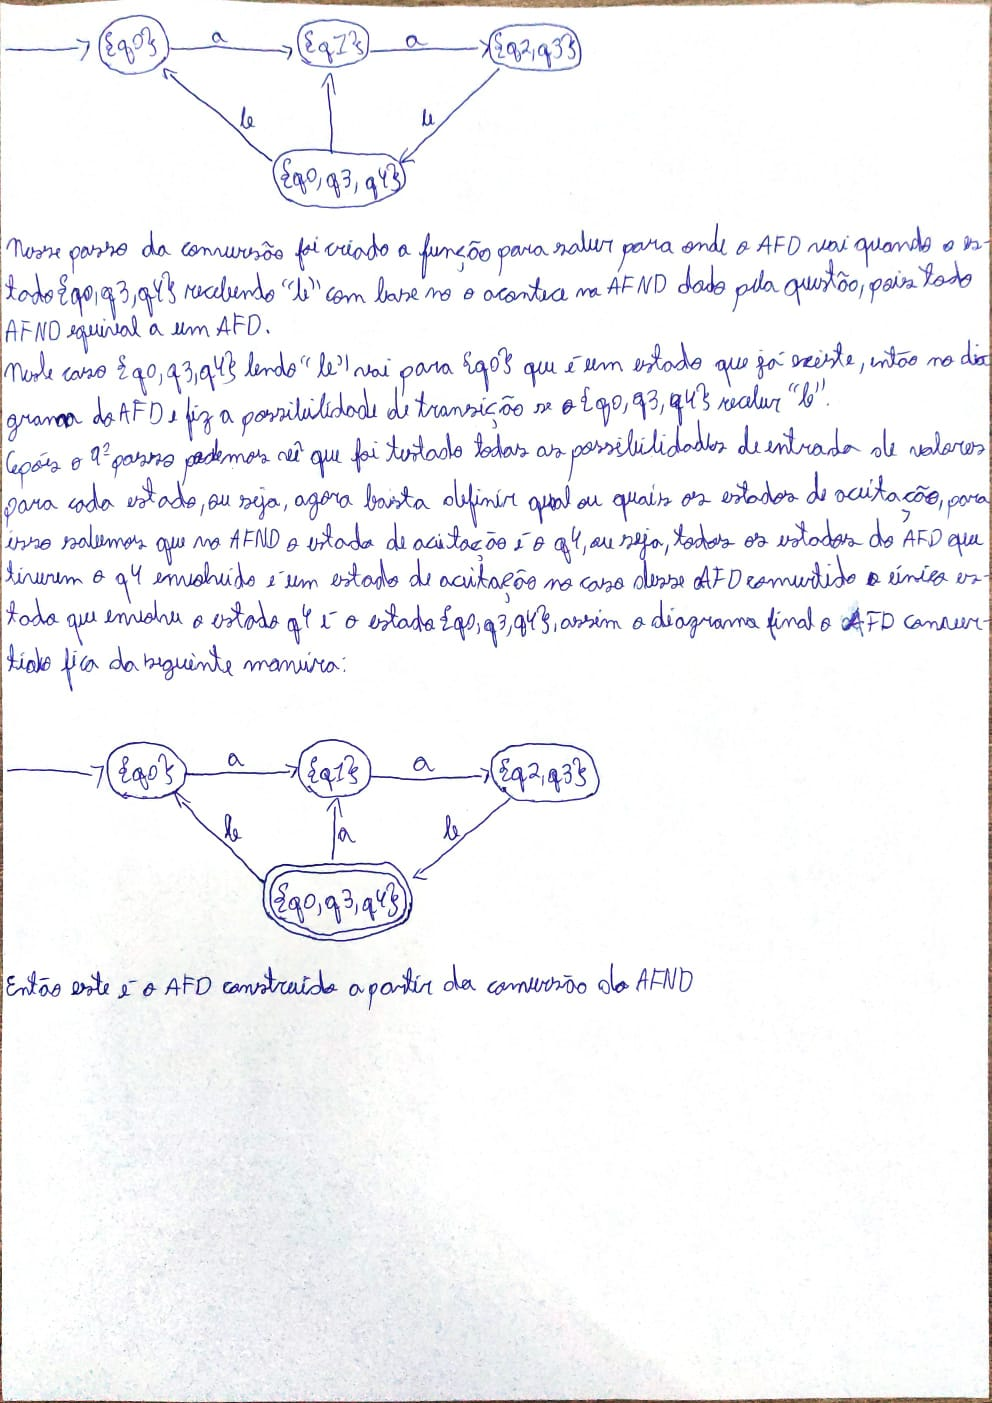 {q0} a {q1} a {q2,q3}
b b
{q0, q3, q4}
Nesse passo da conversão foi criado a função para saber para onde o AFD vai quando o es-
tado {q0, q3, q4} recebendo "b" com base no o acontece na AFND dado pela questão, pois todo
AFND equival a um AFD.
Neste caso {q0, q3, q4} lendo "b" vai para {q0} que é um estado que já existe, então no dia
grama do AFD e fiz a possibilidade de transição se o {q0, q3, q4} receber "b".
Após o 9º passo podemos vê que foi testado todas as possibilidades de entrada de valores
para cada estado, ou seja, agora basta definir qual ou quais os estados de aceitação, para
isso sabemos que no AFND o estado de aceitação é o q4, ou seja, todos os estados do AFD que
tiverem o q4 envolvido é um estado de aceitação no caso desse AFD convertido o único es-
tado que envolve o estado q4 é o estado {q0, q3, q4}, assim o diagrama final o AFD conver-
tido fica da seguinte maneira:
{q0} a {q1} a {q2,q3}
b a b
{q0, q3, q4}
Então este é o AFD construído a partir da conversão do AFND